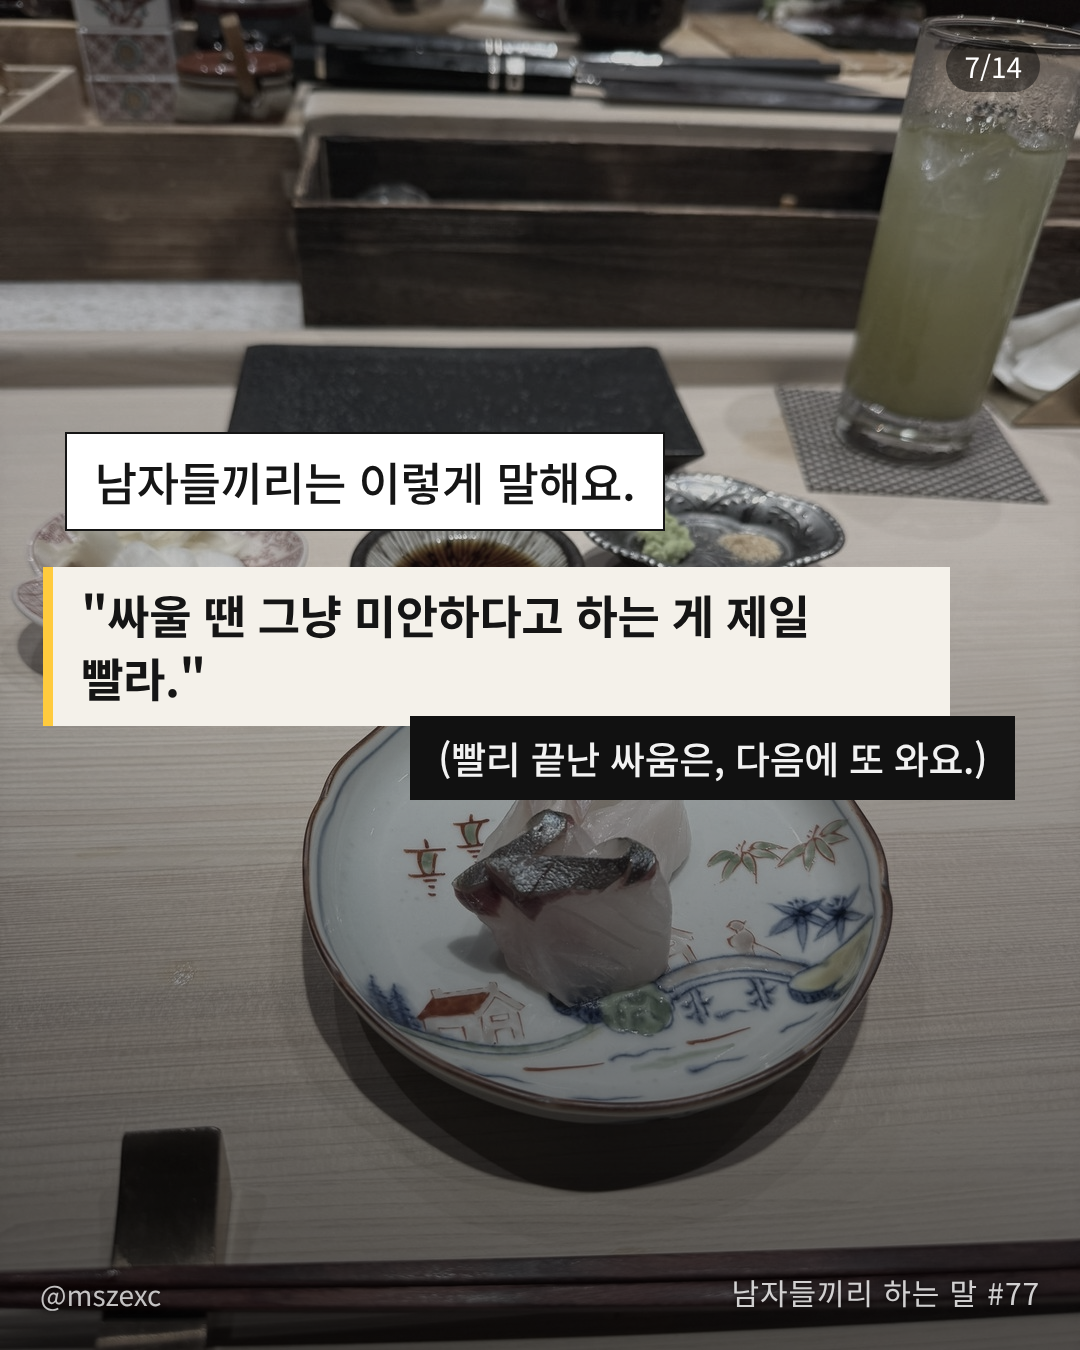 7/14
남자들끼리는 이렇게 말해요.
"싸울 땐 그냥 미안하다고 하는 게 제일
빨라."
(빨리 끝난 싸움은, 다음에 또 와요.)
@mszexc
남자들끼리 하는 말 #77